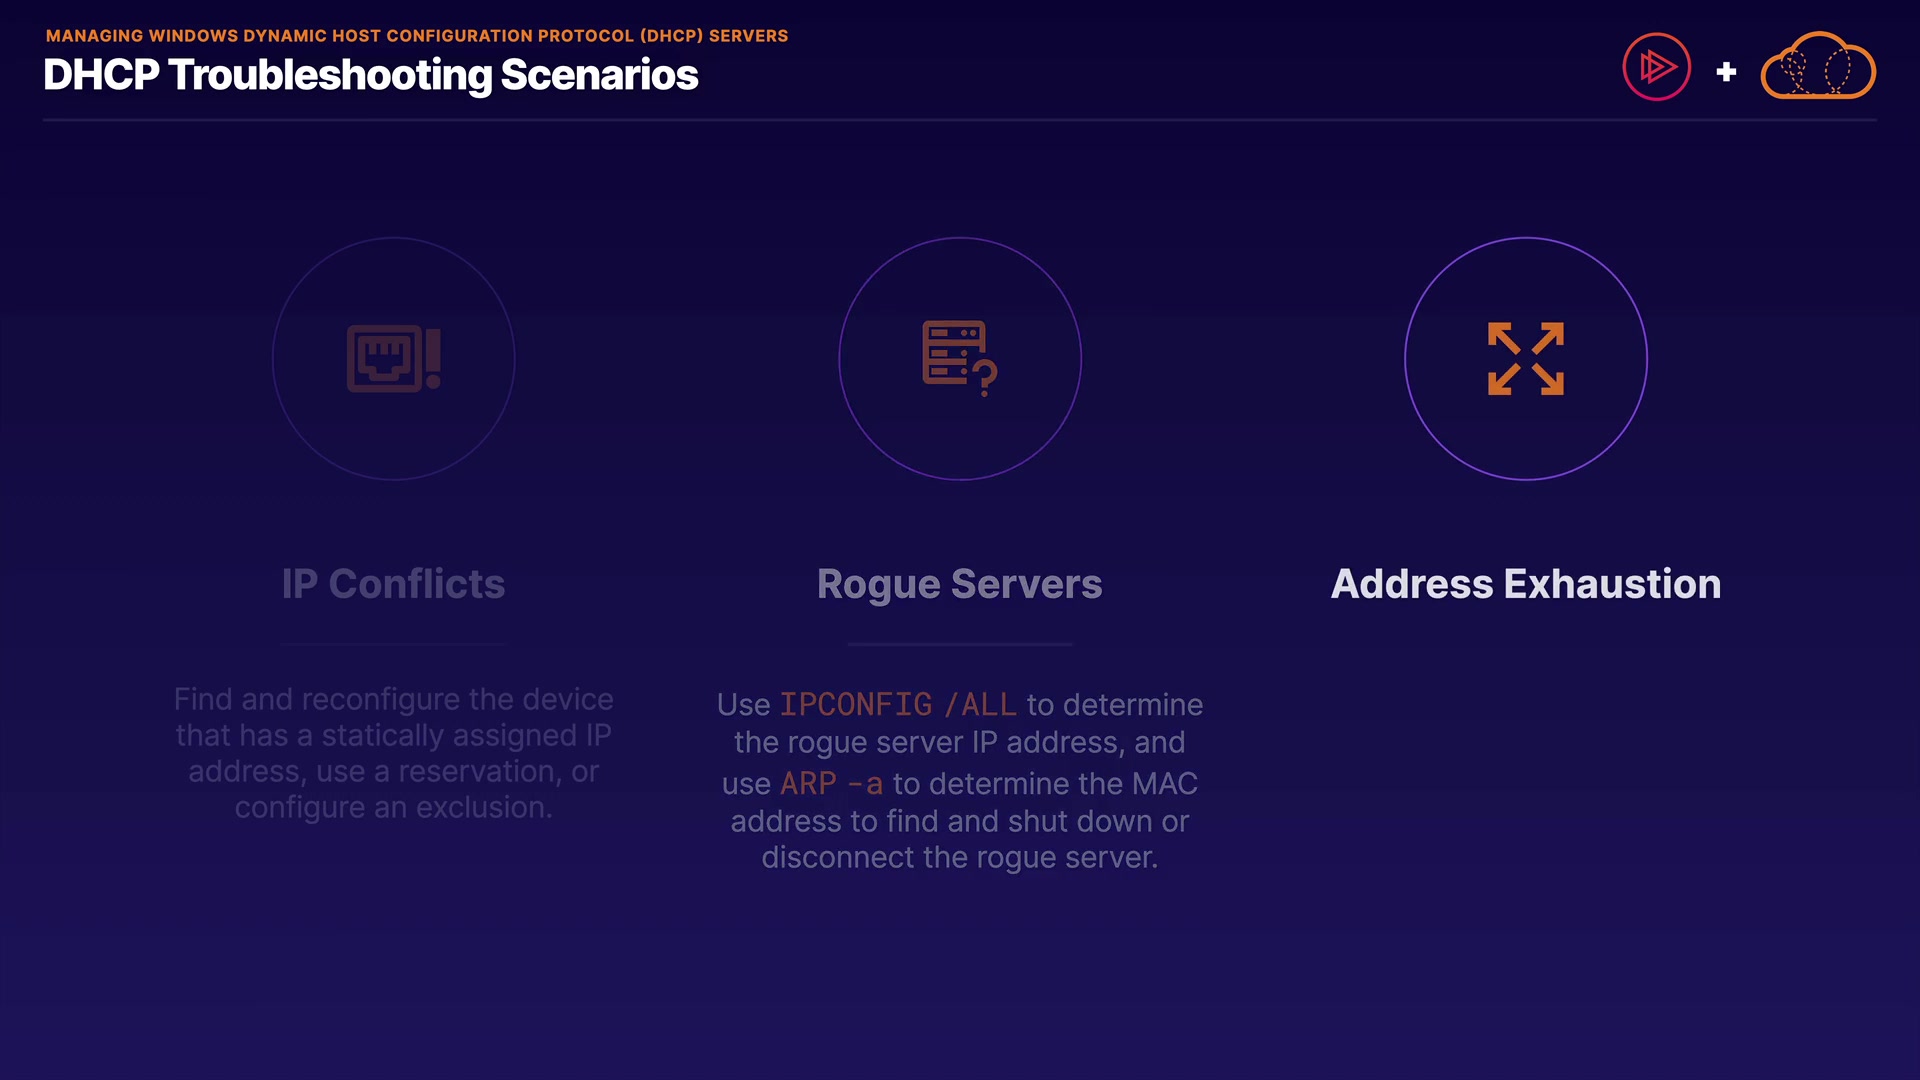 MANAGING WINDOWS DYNAMIC HOST CONFIGURATION PROTOCOL (DHCP) SERVERS
DHCP Troubleshooting Scenarios
+
IP Conflicts
Find and reconfigure the device
that has a statically assigned IP
address, use a reservation, or
configure an exclusion.
Rogue Servers
Use IPCONFIG /ALL to determine
the rogue server IP address, and
use ARP -a to determine the MAC
address to find and shut down or
disconnect the rogue server.
Address Exhaustion